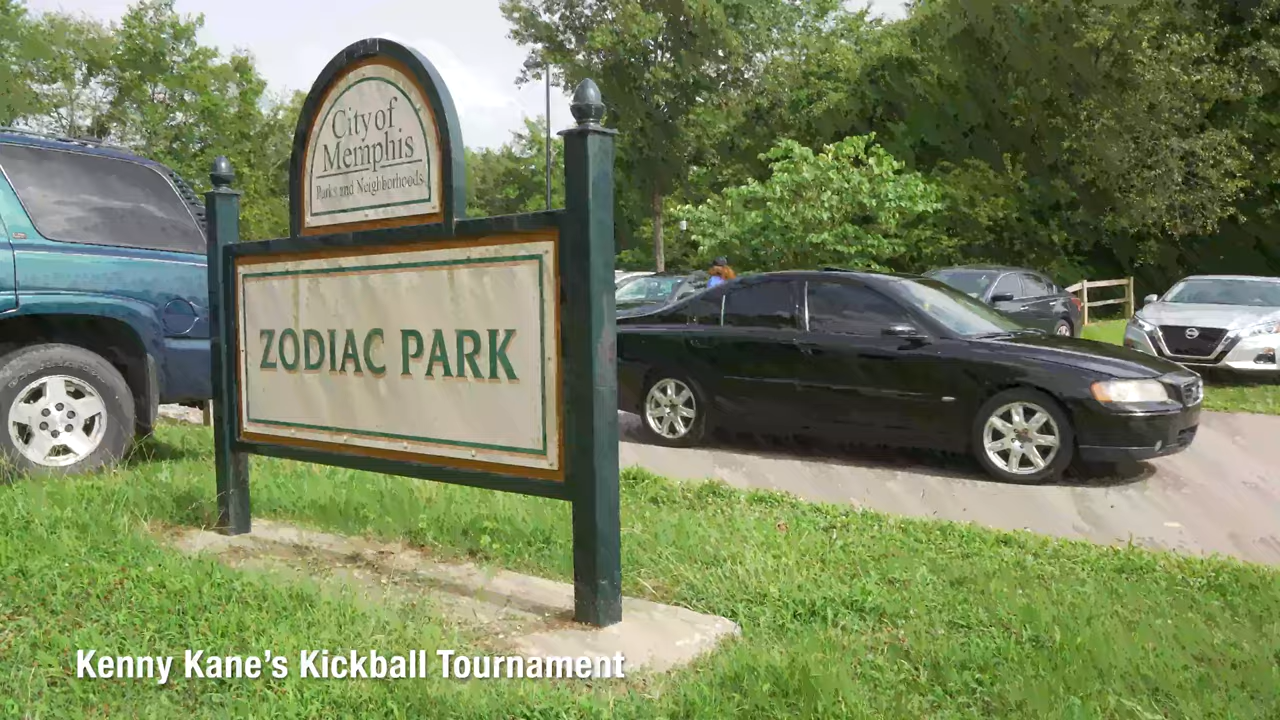 City of
Memphis
Parks and Neighborhoods
ZODIAC PARK
Kenny Kane's Kickball Tournament